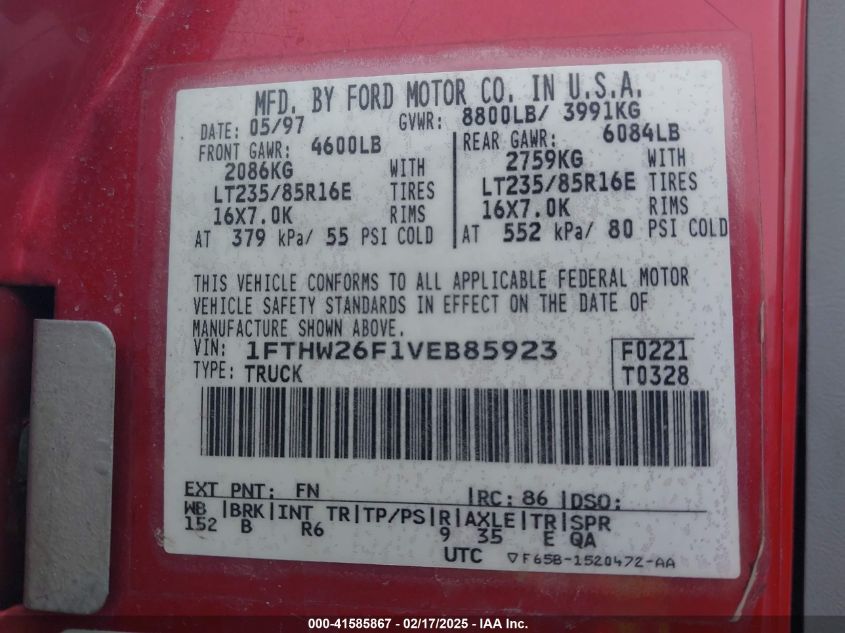 MFD. BY FORD MOTOR CO. IN U.S.A.
DATE: 05/97 GVWR: 8800LB/ 3991KG
FRONT GAWR: 4600LB
2086KG WITH
LT235/85R16E TIRES
16X7.0K RIMS
AT 379 kPa/ 55 PSI COLD
REAR GAWR: 6084LB
2759KG WITH
LT235/85R16E TIRES
16X7.0K RIMS
AT 552 kPa/ 80 PSI COLD
THIS VEHICLE CONFORMS TO ALL APPLICABLE FEDERAL MOTOR
VEHICLE SAFETY STANDARDS IN EFFECT ON THE DATE OF
MANUFACTURE SHOWN ABOVE.
VIN: 1FTHW26F1VEB85923 F0221
TYPE: TRUCK T0328
EXT PNT: FN |RC: 86 |DSO:
WB |BRK|INT TR|TP/PS|R|AXLE|TR|SPR
152 B R6 9 35 E QA
UTC ▽F65B-1520472-AA
000-41585867 - 02/17/2025 - IAA Inc.